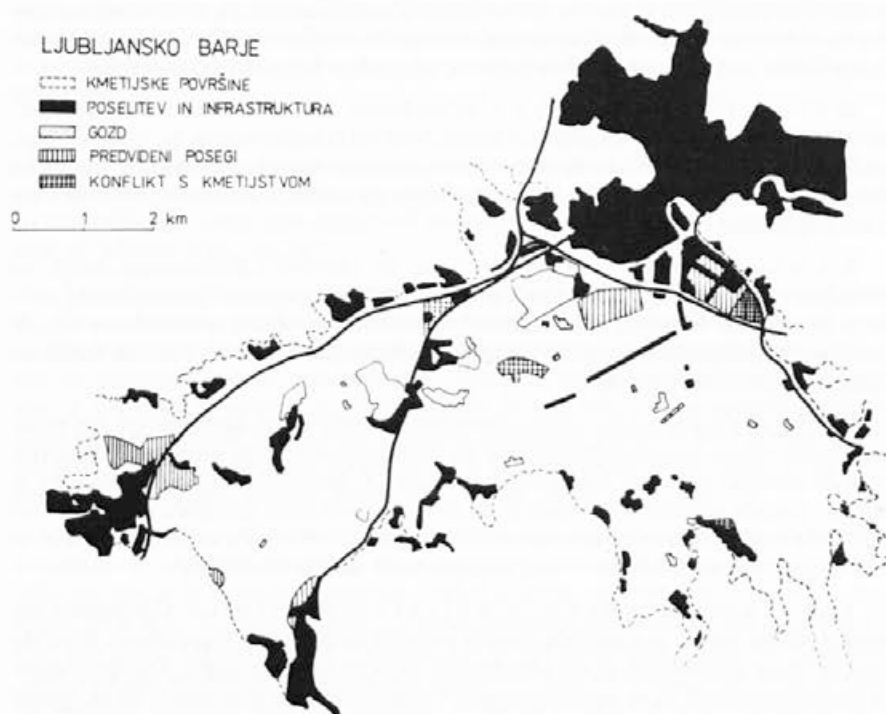 LJUBLJANSKO BARJE
KMETIJSKE POVRŠINE
POSELITEV IN INFRASTRUKTURA
GOZD
PREDVIDENI POSEGI
KONFLIKT S KMETIJSTVOM
0 1 2 km